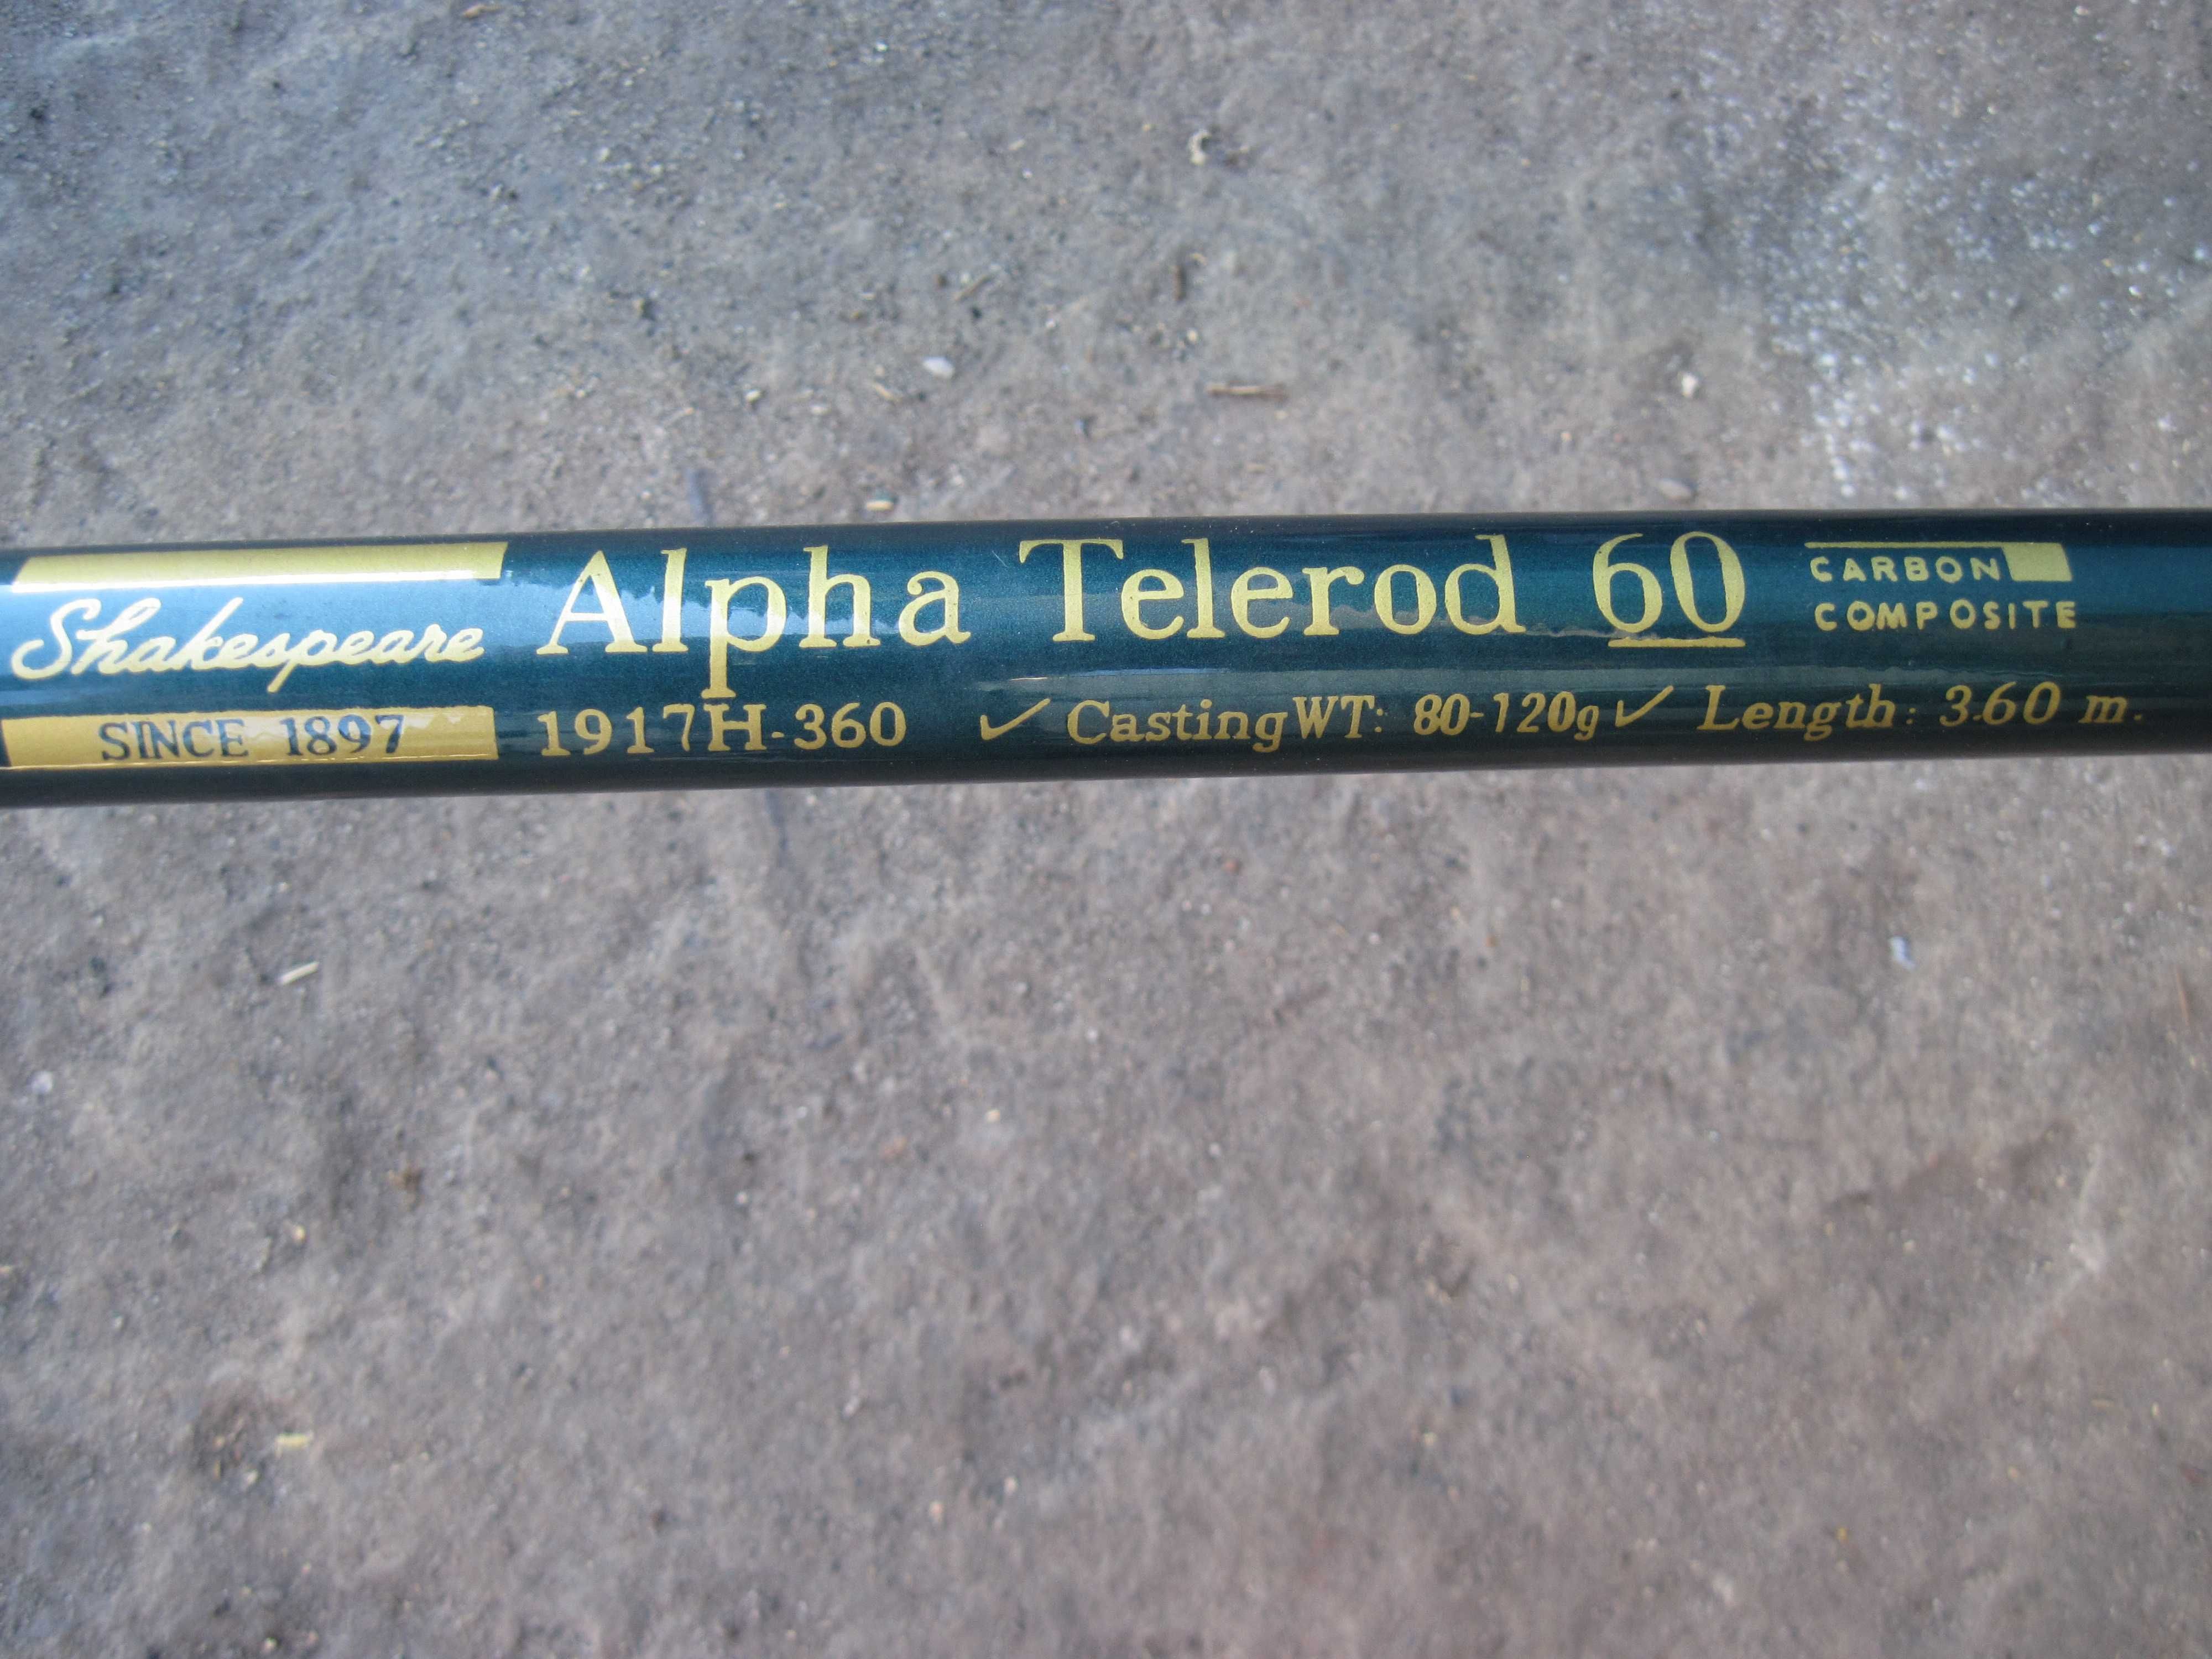 Shakespeare Alpha Telerod 60 CARBON
COMPOSITE
SINCE 1897 1917H-360 ✓ Casting WT: 80-120g ✓ Length: 3.60 m.